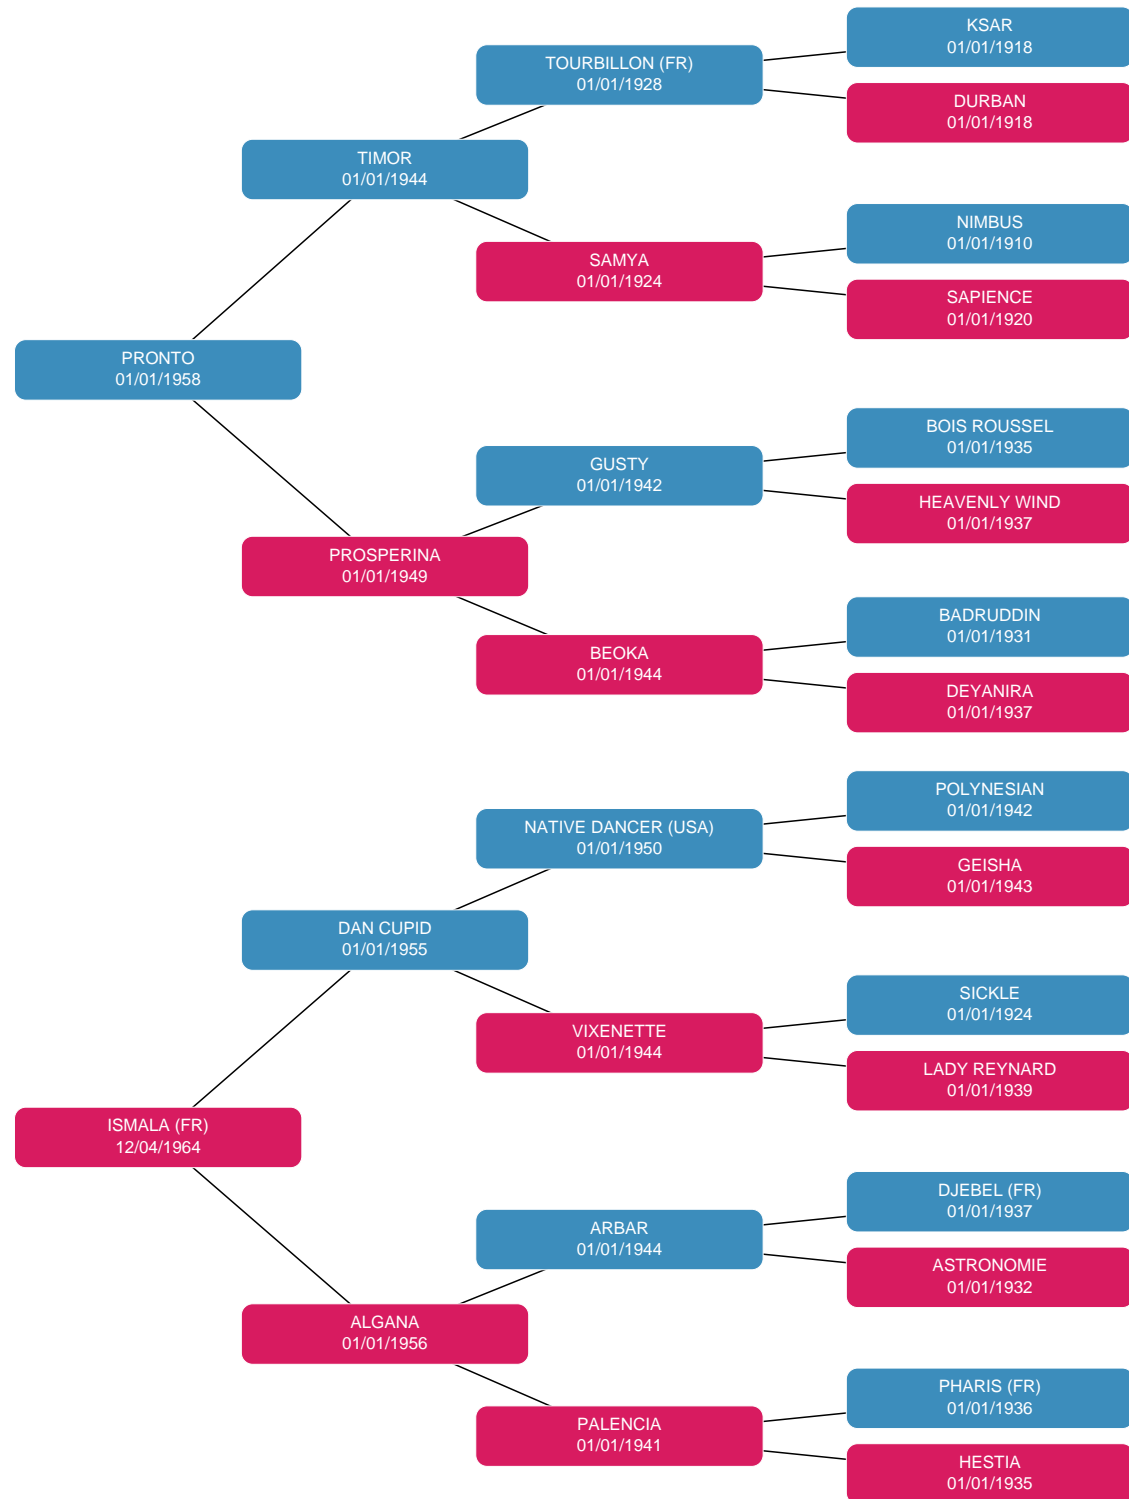 KSAR
01/01/1918
TOURBILLON (FR)
01/01/1928
DURBAN
01/01/1918
TIMOR
01/01/1944
NIMBUS
01/01/1910
SAMYA
01/01/1924
SAPIENCE
01/01/1920
PRONTO
01/01/1958
BOIS ROUSSEL
01/01/1935
GUSTY
01/01/1942
HEAVENLY WIND
01/01/1937
PROSPERINA
01/01/1949
BADRUDDIN
01/01/1931
BEOKA
01/01/1944
DEYANIRA
01/01/1937
POLYNESIAN
01/01/1942
NATIVE DANCER (USA)
01/01/1950
GEISHA
01/01/1943
DAN CUPID
01/01/1955
SICKLE
01/01/1924
VIXENETTE
01/01/1944
LADY REYNARD
01/01/1939
ISMALA (FR)
12/04/1964
DJEBEL (FR)
01/01/1937
ARBAR
01/01/1944
ASTRONOMIE
01/01/1932
ALGANA
01/01/1956
PHARIS (FR)
01/01/1936
PALENCIA
01/01/1941
HESTIA
01/01/1935